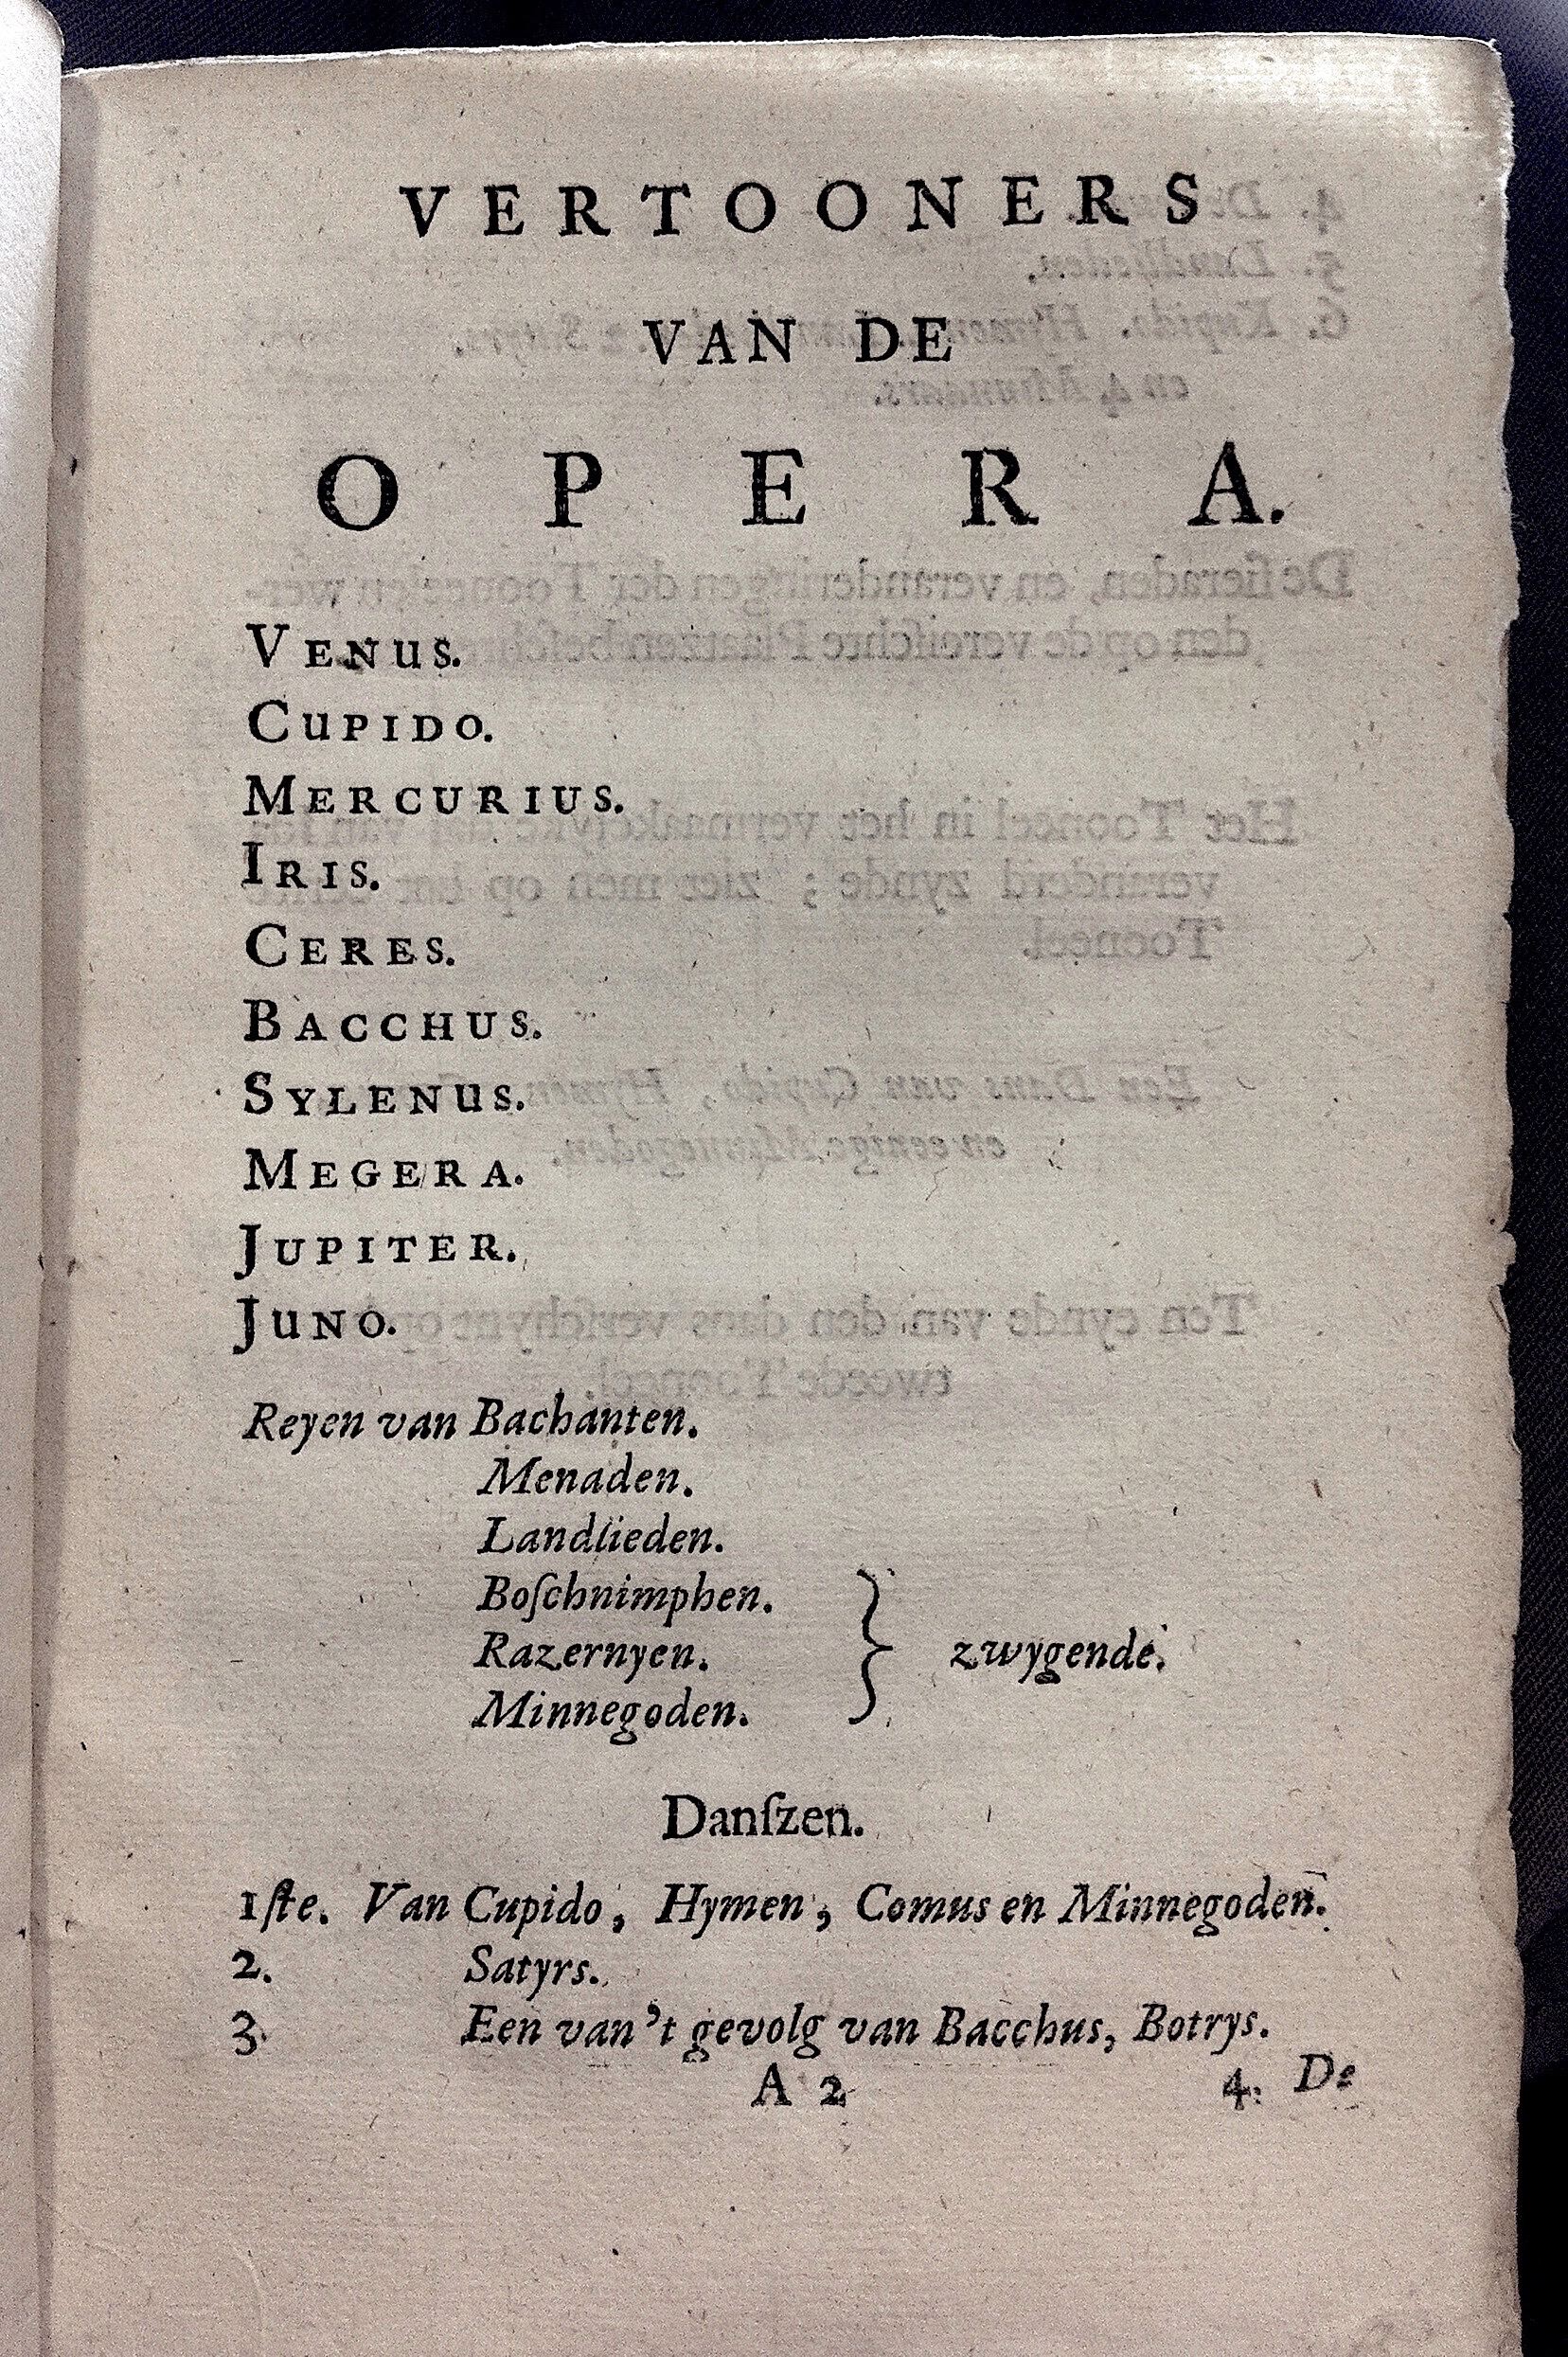 VERTOONERS
VAN DE
OPERA.
VENUS.
CUPIDO.
MERCURIUS.
IRIS.
CERES.
BACCHUS.
SYLENUS.
MEGERA.
JUPITER.
JUNO.
Reyen van Bachanten.
Menaden.
Landlieden.
Boſchnimphen.
Razernyen.
} zwygende.
Minnegoden.
Danſzen.
1ſte. Van Cupido, Hymen, Comus en Minnegoden.
2. Satyrs.
3. Een van 't gevolg van Bacchus, Botrys.
A 2 4. De